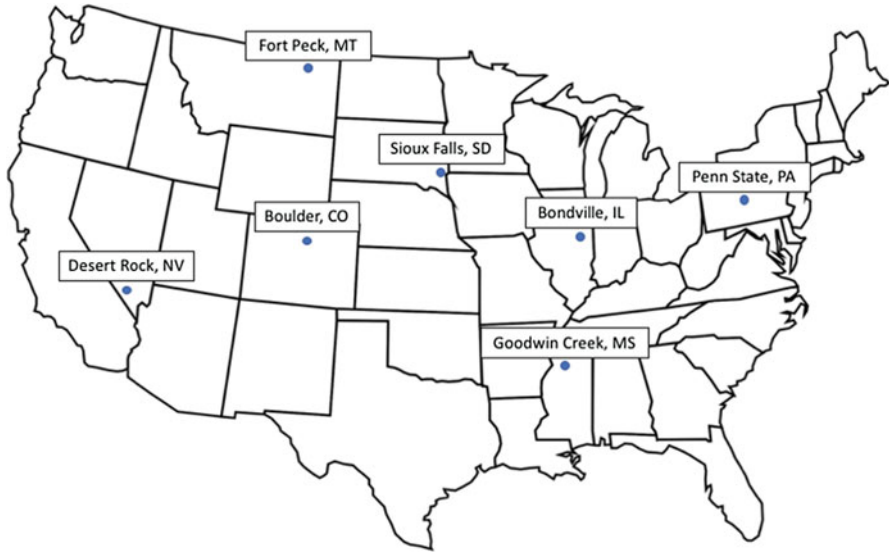 Fort Peck, MT
Sioux Falls, SD
Penn State, PA
Boulder, CO
Bondville, IL
Desert Rock, NV
Goodwin Creek, MS